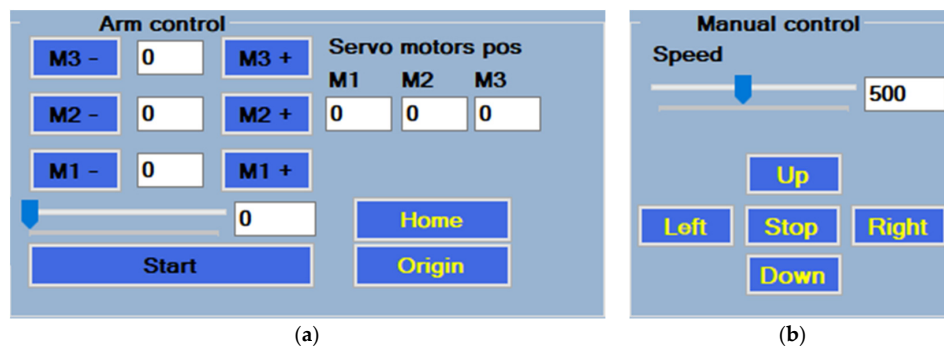 Arm control
M3 - 0 M3 +
Servo motors pos
M1 M2 M3
M2 - 0 M2 +
0 0 0
M1 - 0 M1 +
0
Home
Start
Origin
(a)
Manual control
Speed
500
Up
Left Stop Right
Down
(b)